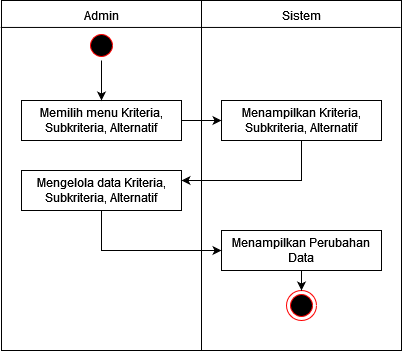 Admin
Sistem
Memilih menu Kriteria,
Subkriteria, Alternatif
Menampilkan Kriteria,
Subkriteria, Alternatif
Mengelola data Kriteria,
Subkriteria, Alternatif
Menampilkan Perubahan
Data